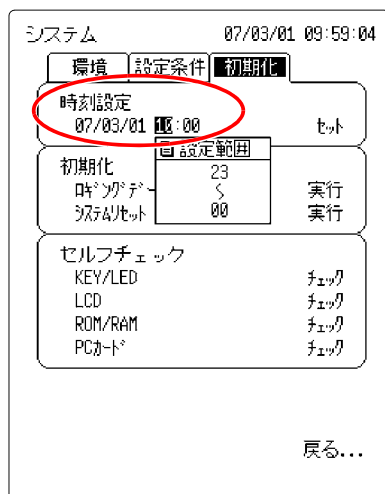 システム 07/03/01 09:59:04
環境 設定条件 初期化
時刻設定
07/03/01 10:00 セット
設定範囲
初期化 23
ロギングデー ~ 実行
システムリセット 00 実行
セルフチェック
KEY/LED チェック
LCD チェック
ROM/RAM チェック
PCカード チェック
戻る...